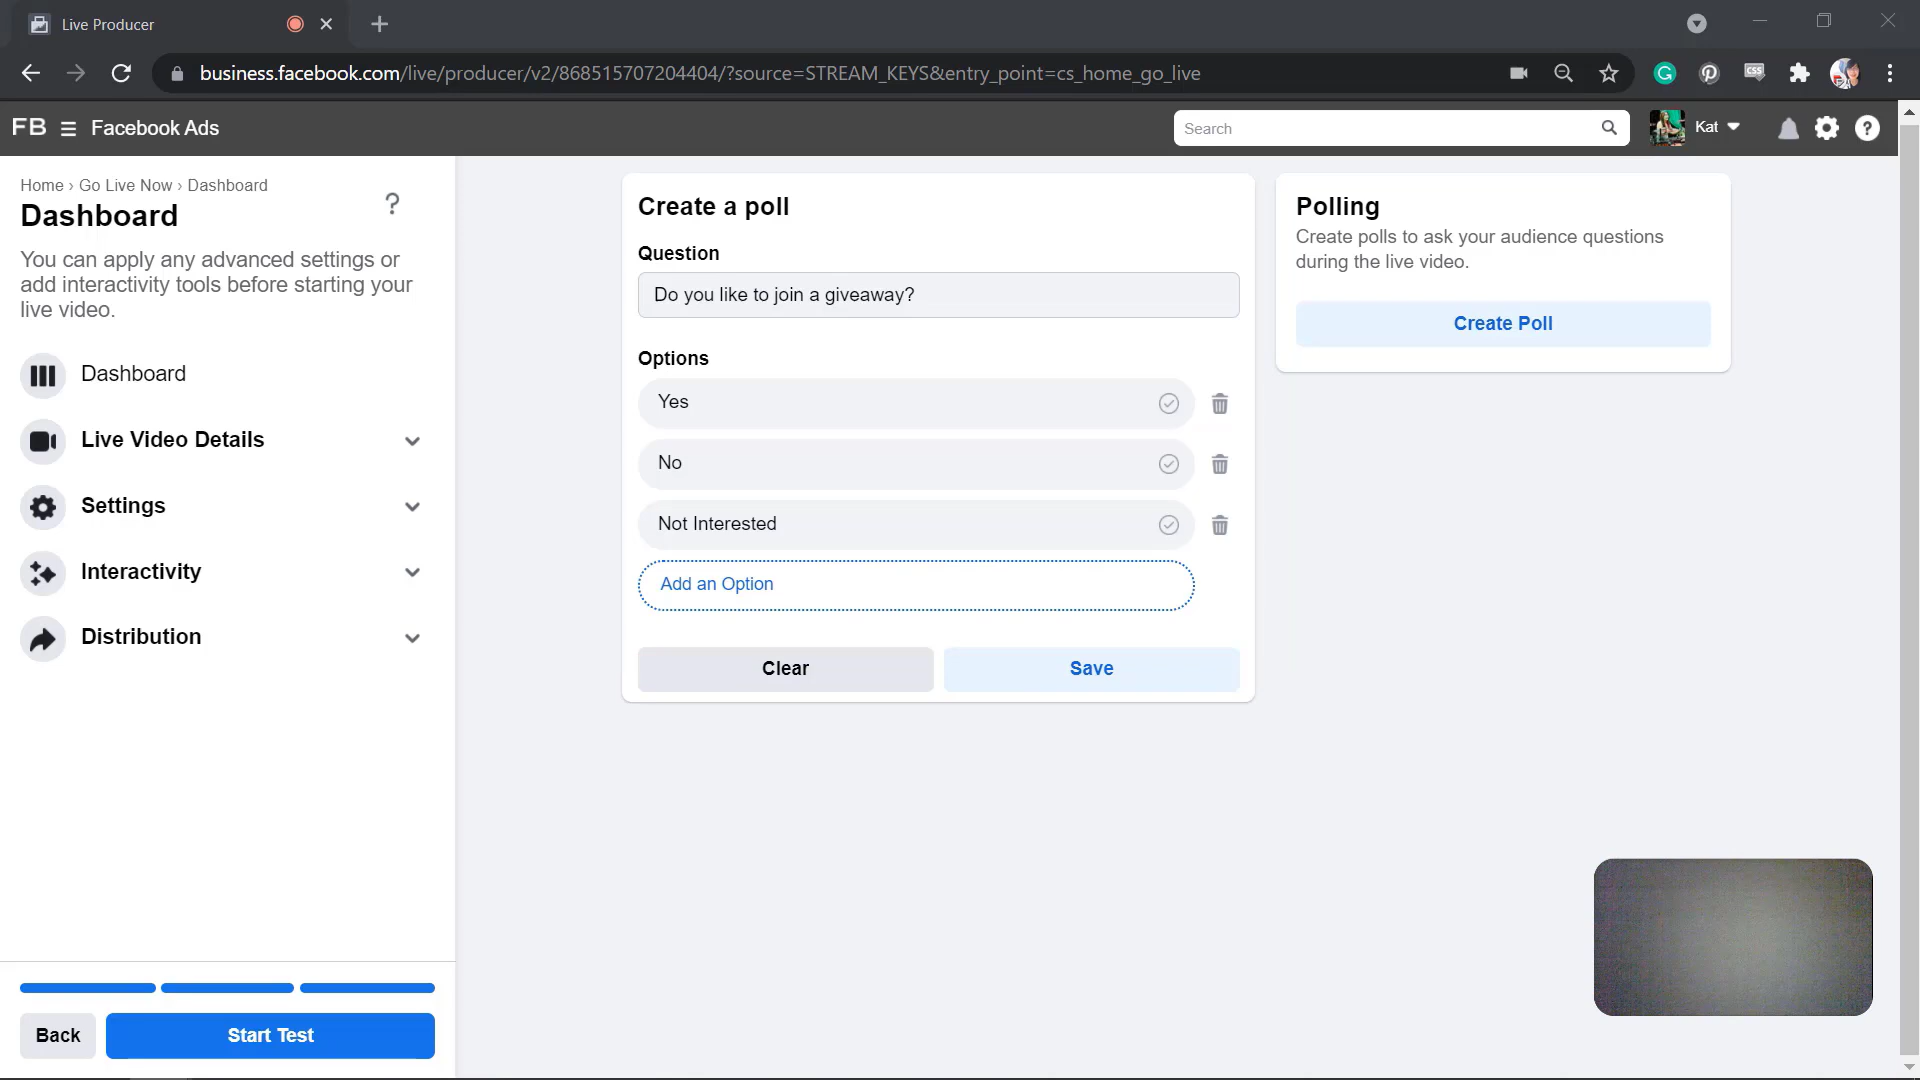 Live Producer
business.facebook.com/live/producer/v2/868515707204404/?source=STREAM_KEYS&entry_point=cs_home_go_live
CSS
FB Facebook Ads
Search
Kat
Home › Go Live Now › Dashboard
Dashboard
You can apply any advanced settings or
add interactivity tools before starting your
live video.
Dashboard
Live Video Details
Settings
Interactivity
Distribution
Back
Start Test
Create a poll
Question
Do you like to join a giveaway?
Options
Yes
No
Not Interested
Add an Option
Clear
Save
Polling
Create polls to ask your audience questions
during the live video.
Create Poll